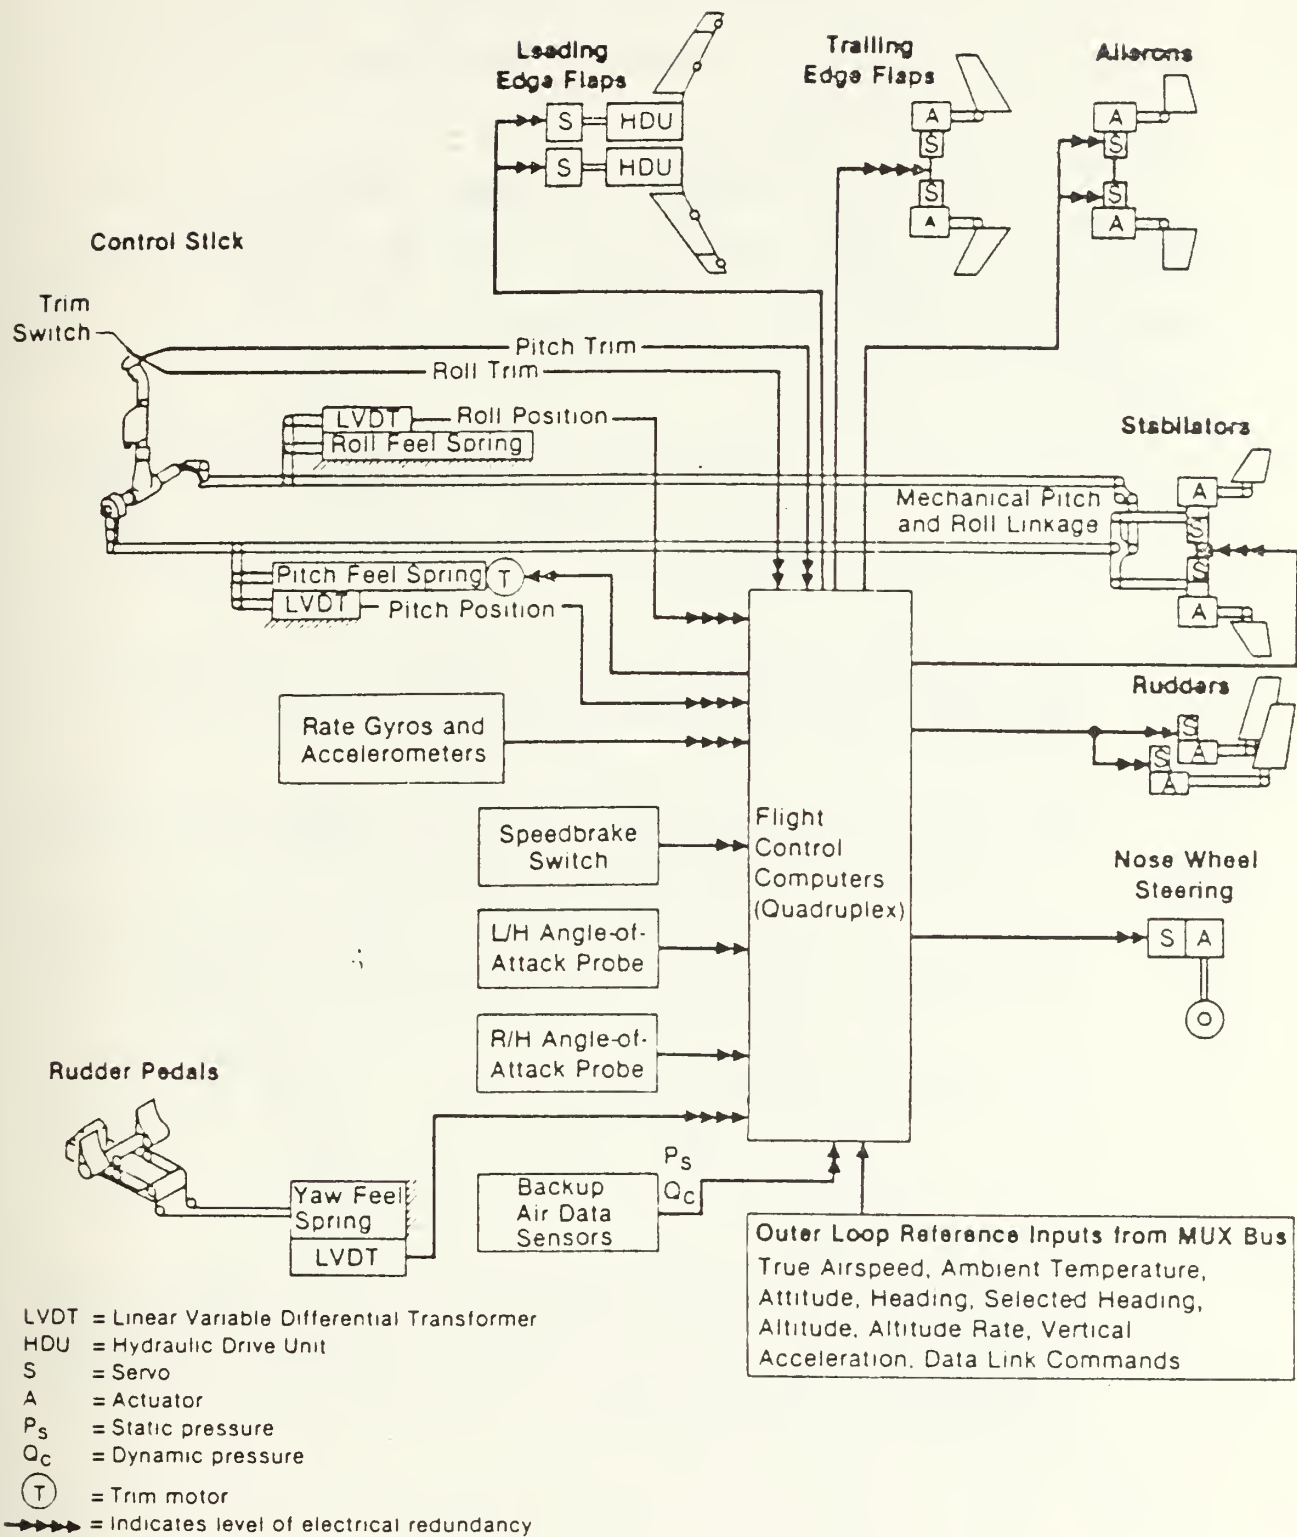 Leading
Edge Flaps
Trailing
Edge Flaps
Ailerons
S
HDU
S
HDU
A
S
S
A
A
S
S
A
Control Stick
Trim
Switch
Pitch Trim
Roll Trim
LVDT
Roll Position
Roll Feel Spring
Stabilators
Mechanical Pitch
and Roll Linkage
A
S
S
A
Pitch Feel Spring
T
LVDT
Pitch Position
Rate Gyros and
Accelerometers
Rudders
S
A
S
A
Speedbrake
Switch
Flight
Control
Computers
(Quadruplex)
Nose Wheel
Steering
S A
L/H Angle-of-
Attack Probe
R/H Angle-of-
Attack Probe
Rudder Pedals
Yaw Feel
Spring
LVDT
Backup
Air Data
Sensors
Ps
Qc
Outer Loop Reference Inputs from MUX Bus
True Airspeed, Ambient Temperature,
Attitude, Heading, Selected Heading,
Altitude, Altitude Rate, Vertical
Acceleration, Data Link Commands
LVDT = Linear Variable Differential Transformer
HDU = Hydraulic Drive Unit
S = Servo
A = Actuator
Ps = Static pressure
Qc = Dynamic pressure
T = Trim motor
= Indicates level of electrical redundancy